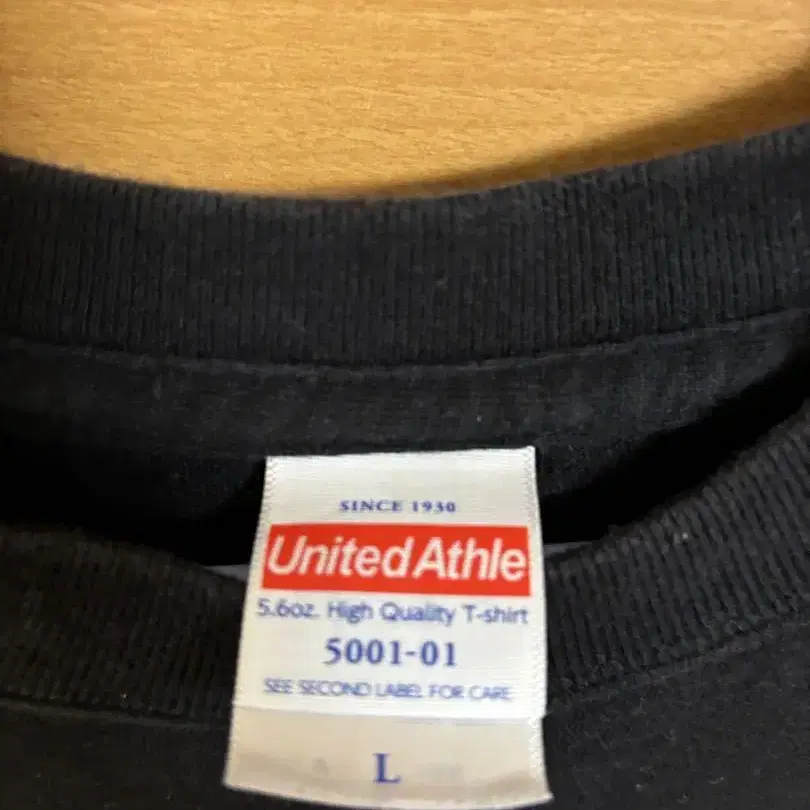 SINCE 1930
United Athle
5.6oz. High Quality T-shirt
5001-01
SEE SECOND LABEL FOR CARE
L